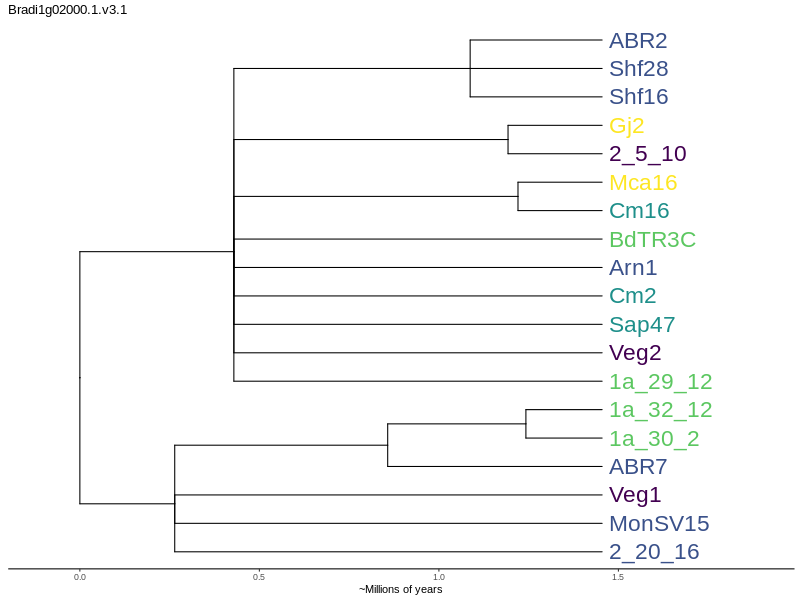 Bradi1g02000.1.v3.1
ABR2
Shf28
Shf16
Gj2
2_5_10
Mca16
Cm16
BdTR3C
Arn1
Cm2
Sap47
Veg2
1a_29_12
1a_32_12
1a_30_2
ABR7
Veg1
MonSV15
2_20_16
0.0 0.5 1.0 1.5
~Millions of years